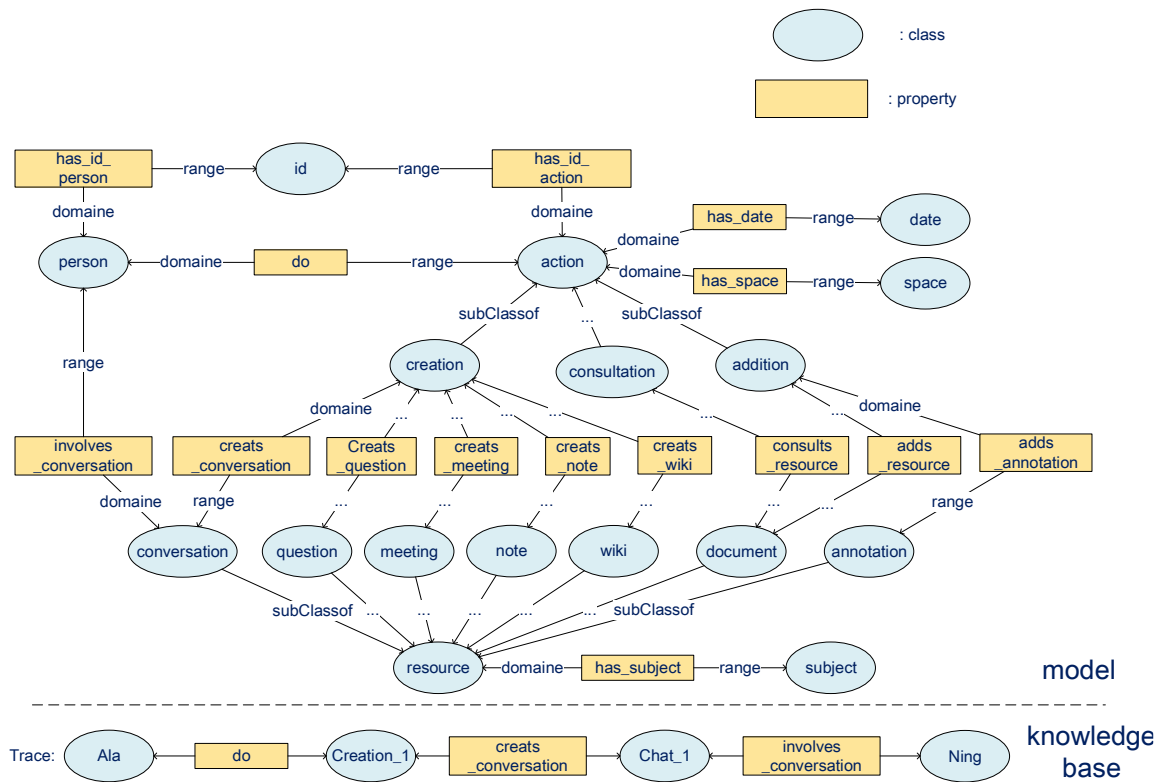 : class
: property
has_id_
person
range
id
range
has_id_
action
domaine
domaine
has_date
range
date
domaine
person
domaine
do
range
action
domaine
has_space
range
space
subClassof
...
subClassof
range
creation
consultation
addition
domaine
...
...
...
...
...
...
domaine
involves
_conversation
creats
_conversation
Creats
_question
creats
_meeting
creats
_note
creats
_wiki
consults
_resource
adds
_resource
adds
_annotation
domaine
range
...
...
...
...
...
...
range
conversation
question
meeting
note
wiki
document
annotation
subClassof
...
...
...
...
...
subClassof
resource
domaine
has_subject
range
subject
model
Trace:
Ala
do
Creation_1
creats
_conversation
Chat_1
involves
_conversation
Ning
knowledge
base